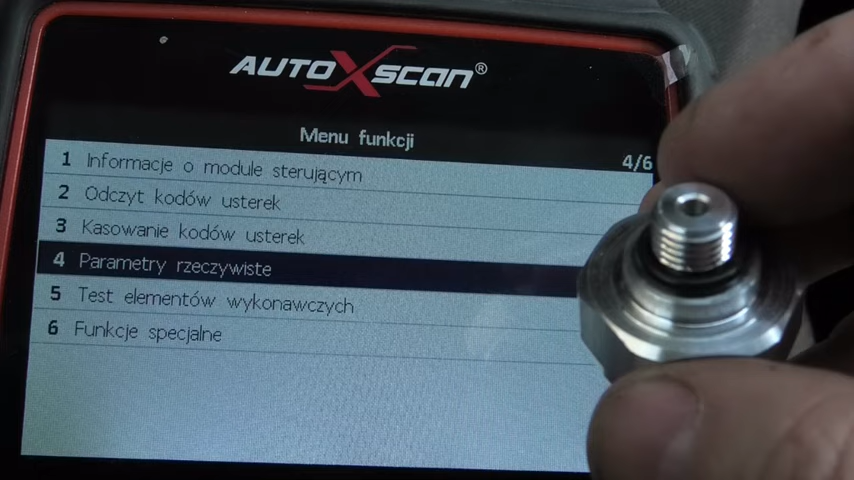 AUTOXSCAN®
Menu funkcji
4/6
1 Informacje o module sterującym
2 Odczyt kodów usterek
3 Kasowanie kodów usterek
4 Parametry rzeczywiste
5 Test elementów wykonawczych
6 Funkcje specjalne